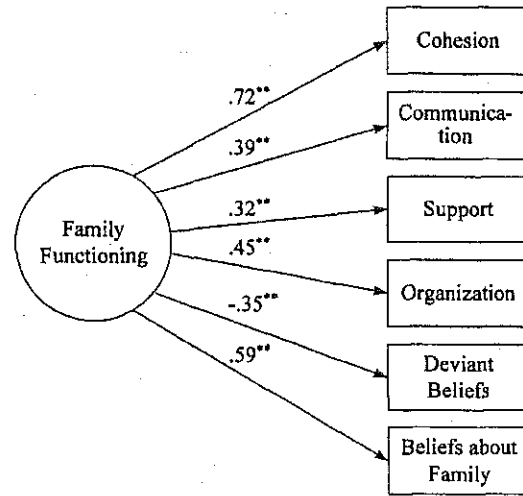 Cohesion
.72**
Communica-
tion
.39**
.32**
Support
Family
Functioning
.45**
Organization
-.35**
Deviant
Beliefs
.59**
Beliefs about
Family